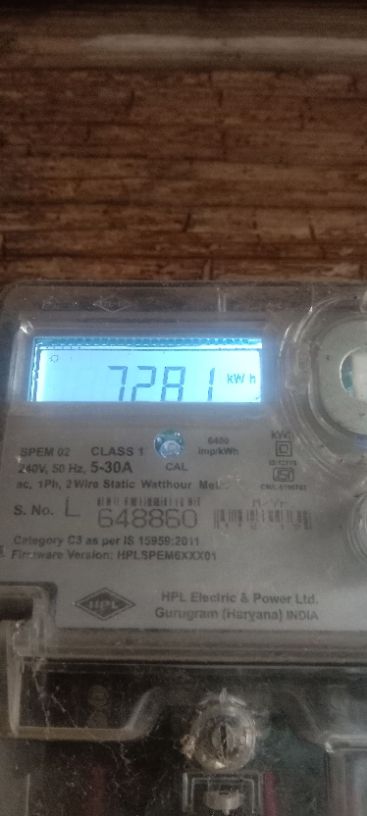 7281 kWh
SPEM 02 CLASS 1 6400
imp/kWh
240V, 50 Hz, 5-30A CAL
ac, 1Ph, 2 Wire Static Watthour
S. No. L 648860
Category C3 as per IS 15959:2011
Firmware Version: HPLSPEM6XXX01
HPL
HPL Electric & Power Ltd.
Gurugram (Haryana) INDIA